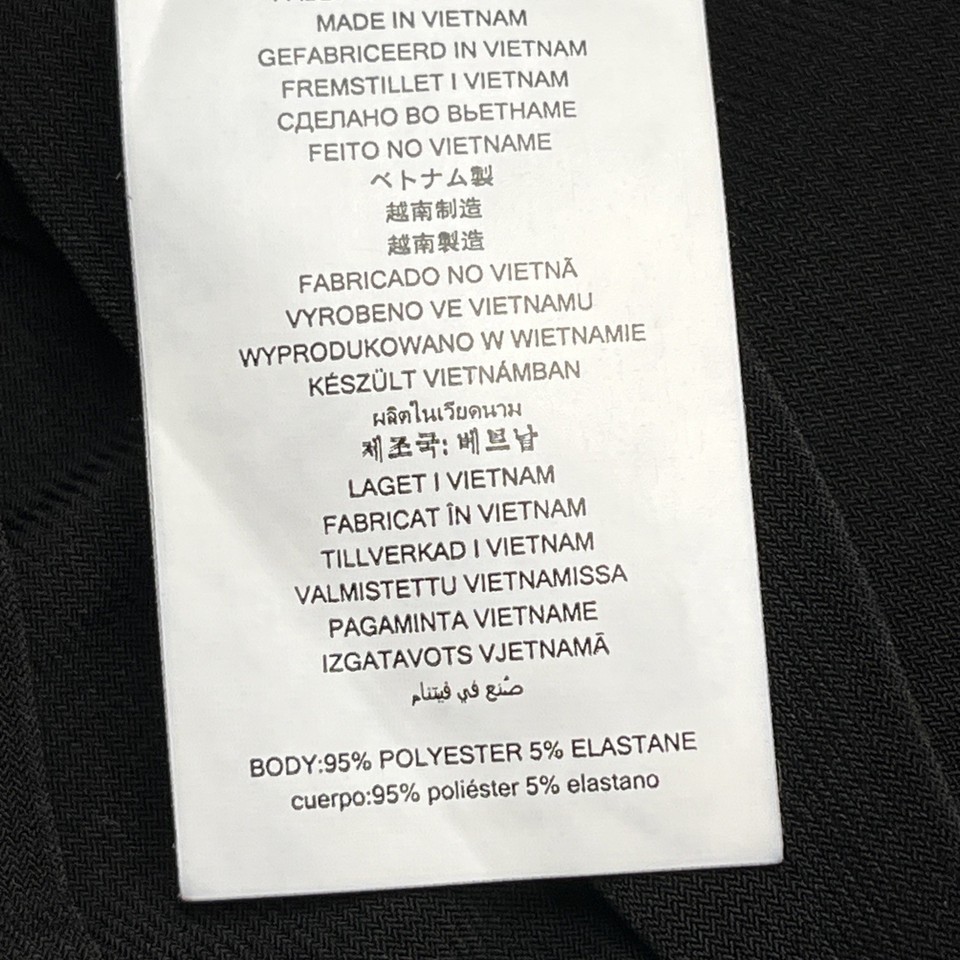 MADE IN VIETNAM
GEFABRICEERD IN VIETNAM
FREMSTILLET I VIETNAM
СДЕЛАНО ВО ВЬЕТНАМЕ
FEITO NO VIETNAME
ベトナム製
越南制造
越南製造
FABRICADO NO VIETNÃ
VYROBENO VE VIETNAMU
WYPRODUKOWANO W WIETNAMIE
KÉSZÜLT VIETNÁMBAN
ผลิตในเวียดนาม
제조국: 베트남
LAGET I VIETNAM
FABRICAT ÎN VIETNAM
TILLVERKAD I VIETNAM
VALMISTETTU VIETNAMISSA
PAGAMINTA VIETNAME
IZGATAVOTS VJETNAMĀ
صُنع في فيتنام
BODY:95% POLYESTER 5% ELASTANE
cuerpo:95% poliéster 5% elastano